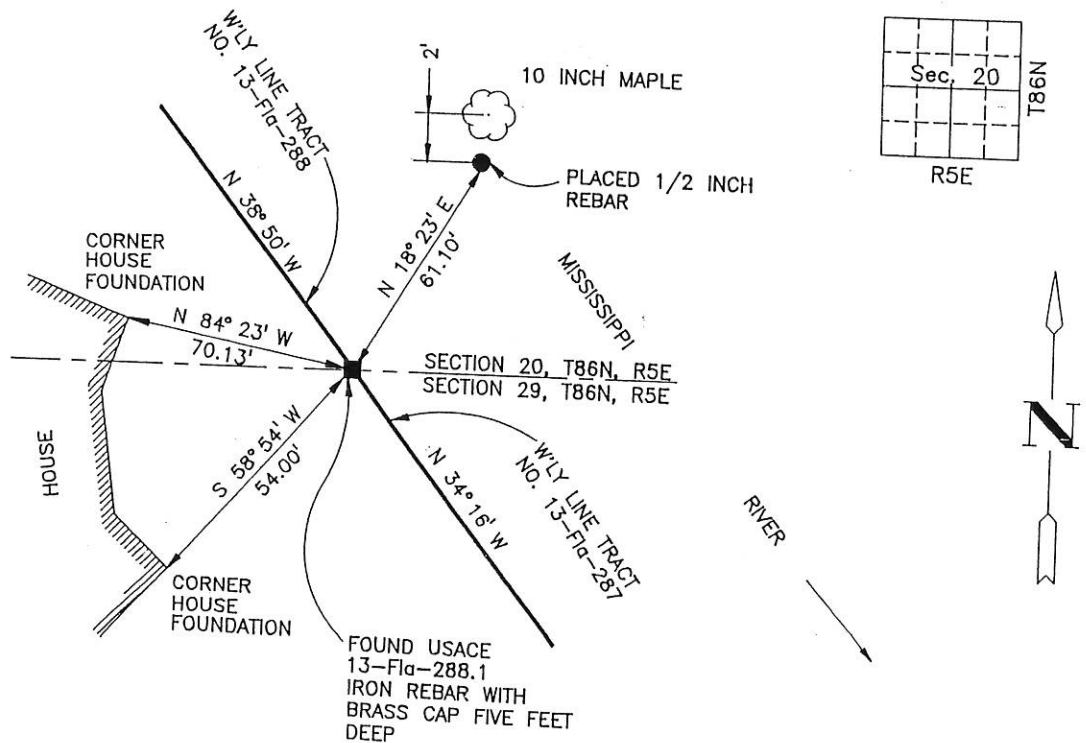 W'LY LINE TRACT
NO. 13-Fla-288
2'
10 INCH MAPLE
Sec. 20
T86N
R5E
PLACED 1/2 INCH
REBAR
N 38° 50' W
N 18° 23' E
61.10'
MISSISSIPPI
CORNER
HOUSE
FOUNDATION
N 84° 23' W
70.13'
SECTION 20, T86N, R5E
SECTION 29, T86N, R5E
N
HOUSE
S 58° 54' W
54.00'
N 34° 16' W
W'LY LINE TRACT
NO. 13-Fla-287
RIVER
CORNER
HOUSE
FOUNDATION
FOUND USACE
13-Fla-288.1
IRON REBAR WITH
BRASS CAP FIVE FEET
DEEP